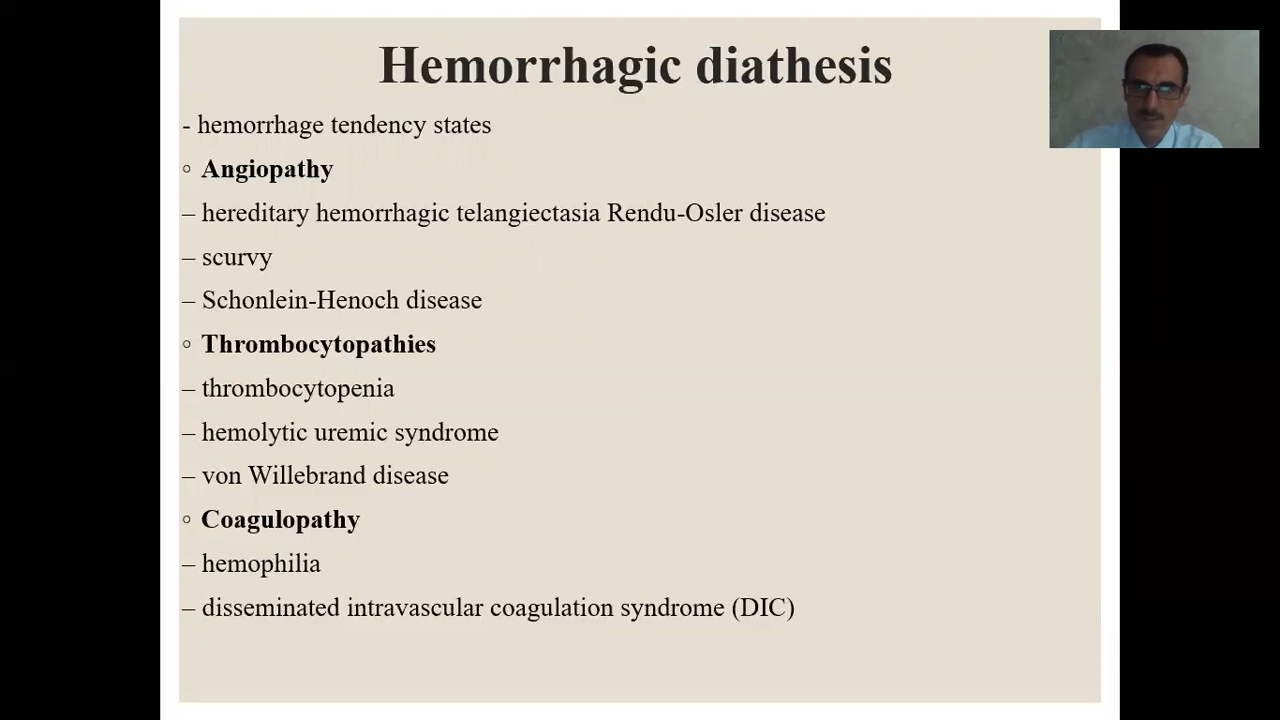 Hemorrhagic diathesis
- hemorrhage tendency states
◦ Angiopathy
– hereditary hemorrhagic telangiectasia Rendu-Osler disease
– scurvy
– Schonlein-Henoch disease
◦ Thrombocytopathies
– thrombocytopenia
– hemolytic uremic syndrome
– von Willebrand disease
◦ Coagulopathy
– hemophilia
– disseminated intravascular coagulation syndrome (DIC)